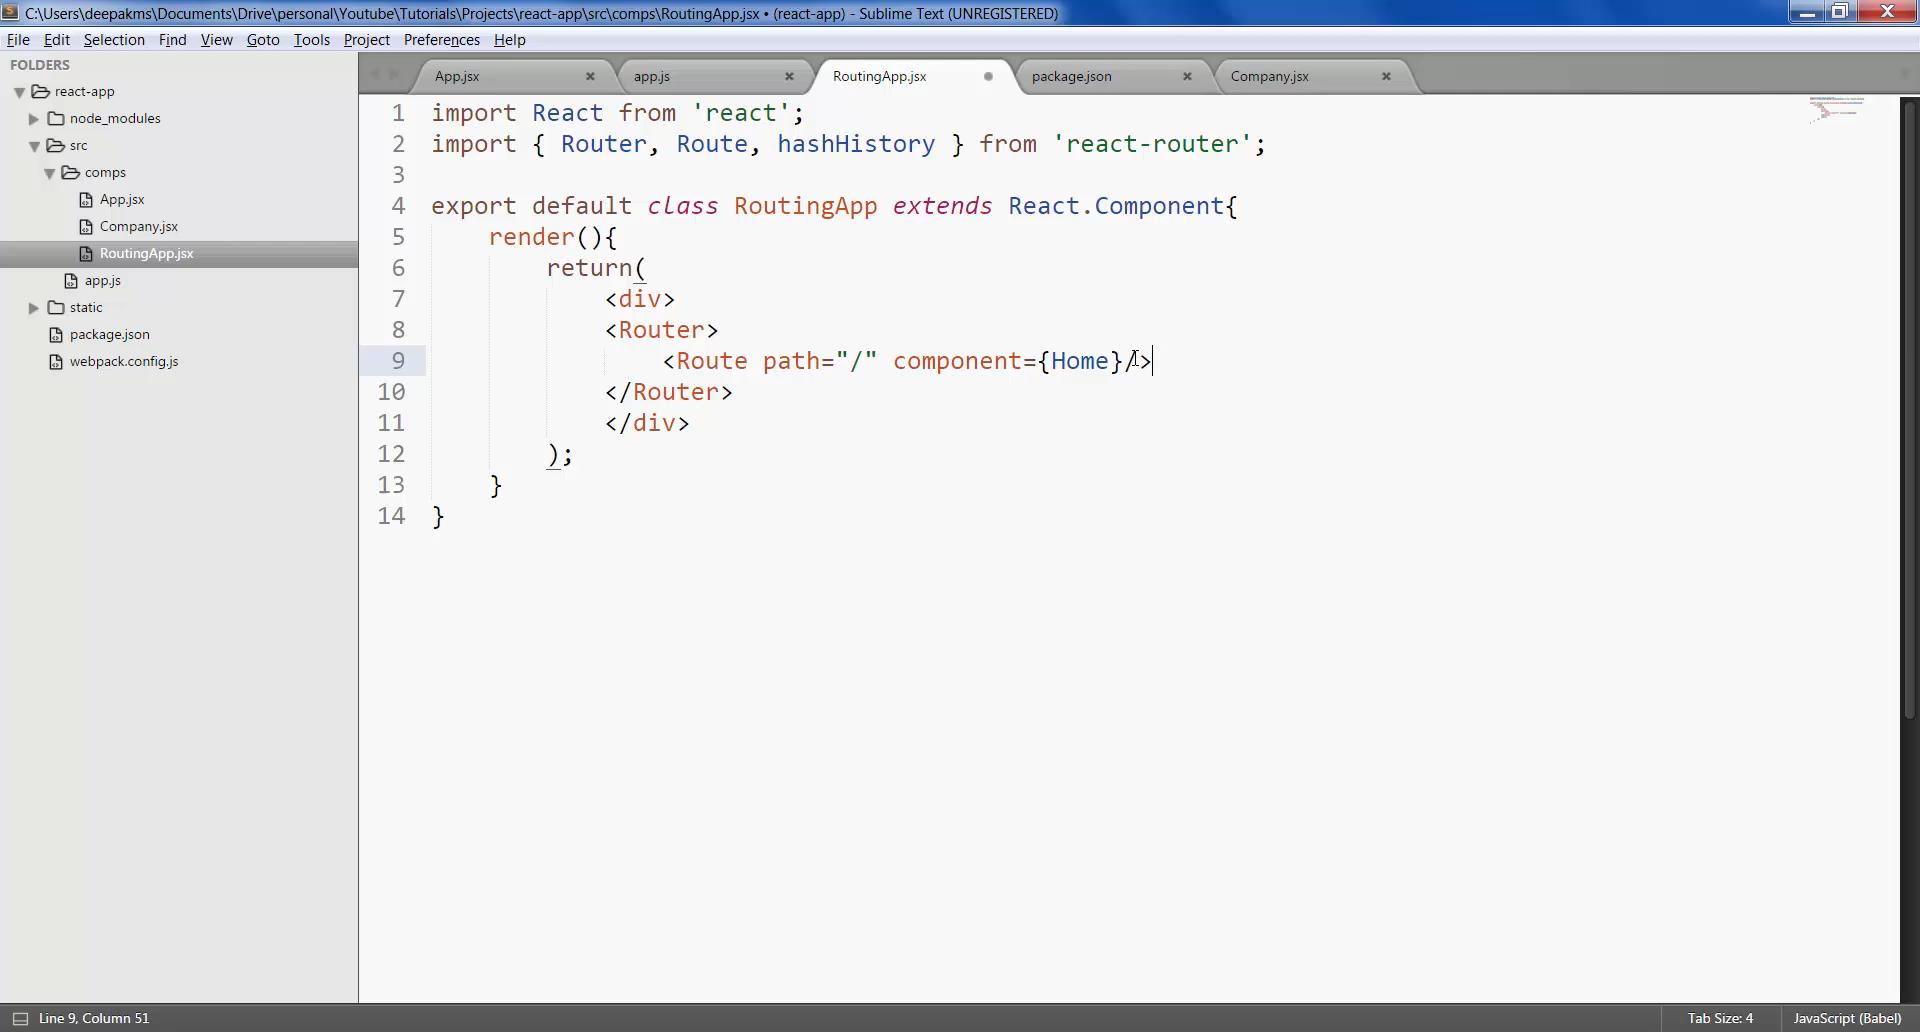 C:\Users\deepakms\Documents\Drive\personal\Youtube\Tutorials\Projects\react-app\src\comps\RoutingApp.jsx • (react-app) - Sublime Text (UNREGISTERED)
File Edit Selection Find View Goto Tools Project Preferences Help
FOLDERS
react-app
node_modules
src
comps
App.jsx
Company.jsx
RoutingApp.jsx
app.js
static
package.json
webpack.config.js
App.jsx app.js RoutingApp.jsx package.json Company.jsx
1 import React from 'react';
2 import { Router, Route, hashHistory } from 'react-router';
3
4 export default class RoutingApp extends React.Component{
5 render(){
6 return(
7 <div>
8 <Router>
9 <Route path="/" component={Home}/>
10 </Router>
11 </div>
12 );
13 }
14 }
Line 9, Column 51 Tab Size: 4 JavaScript (Babel)